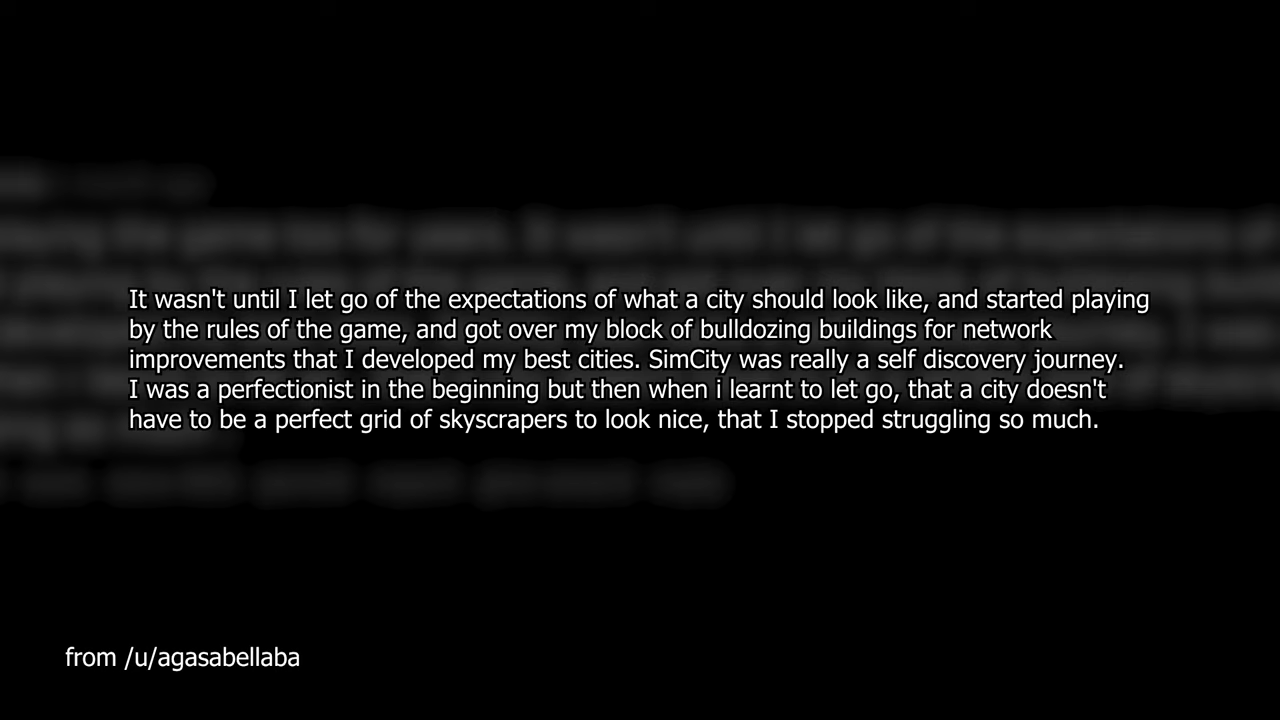 It wasn't until I let go of the expectations of what a city should look like, and started playing
by the rules of the game, and got over my block of bulldozing buildings for network
improvements that I developed my best cities. SimCity was really a self discovery journey.
I was a perfectionist in the beginning but then when i learnt to let go, that a city doesn't
have to be a perfect grid of skyscrapers to look nice, that I stopped struggling so much.
from /u/agasabellaba